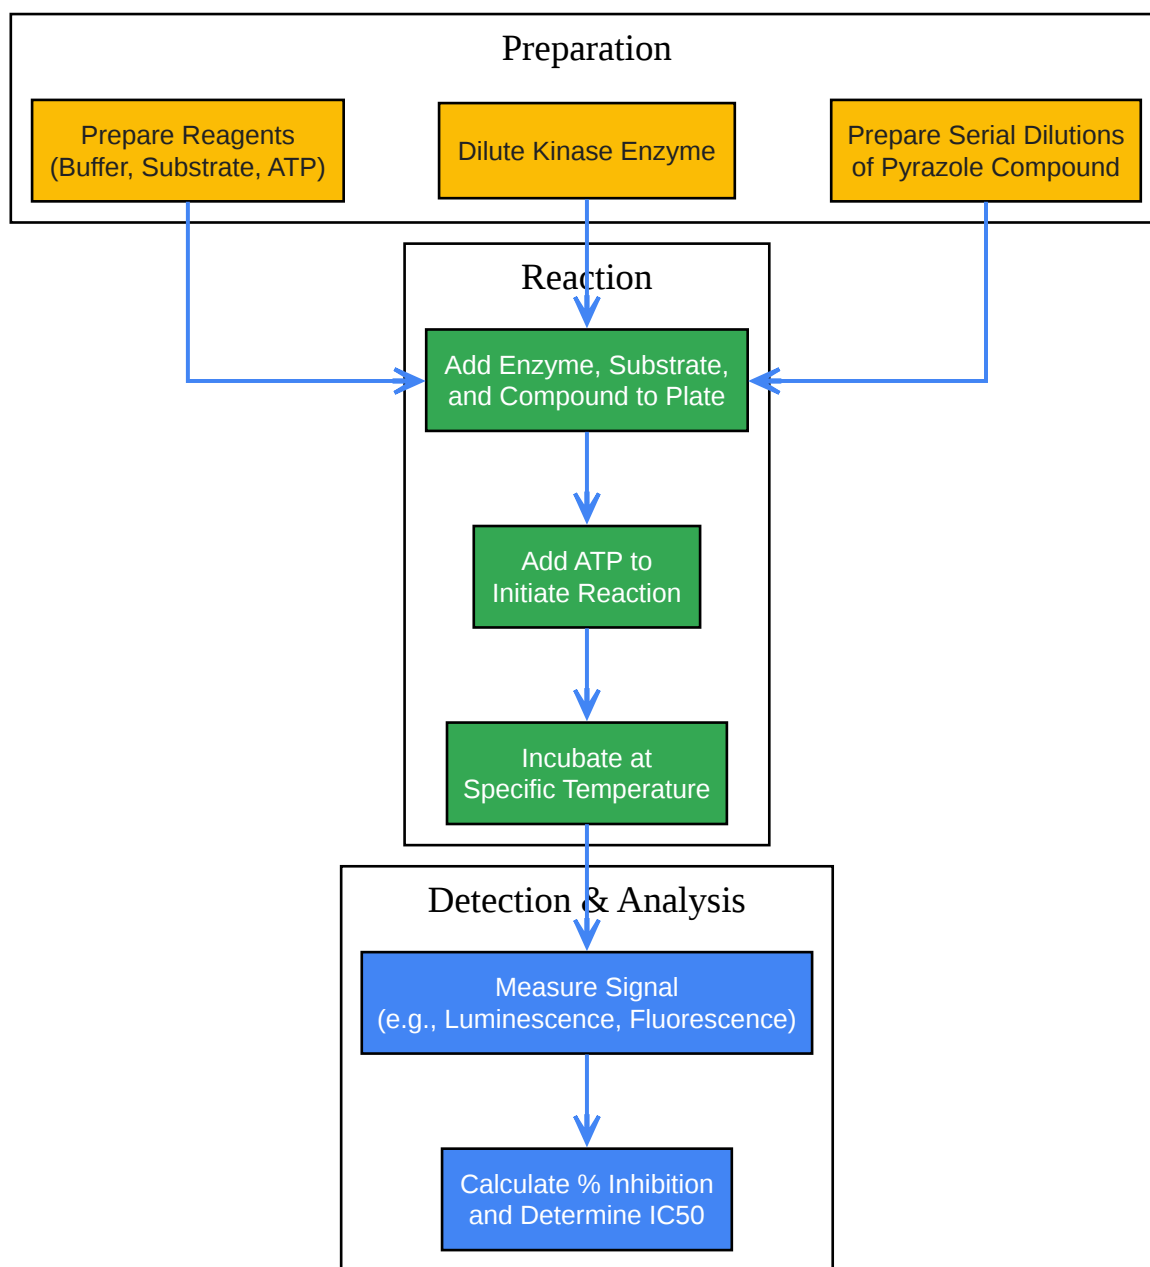 Preparation
Prepare Reagents
(Buffer, Substrate, ATP)
Dilute Kinase Enzyme
Prepare Serial Dilutions
of Pyrazole Compound
Reaction
Add Enzyme, Substrate,
and Compound to Plate
Add ATP to
Initiate Reaction
Incubate at
Specific Temperature
Detection & Analysis
Measure Signal
(e.g., Luminescence, Fluorescence)
Calculate % Inhibition
and Determine IC50